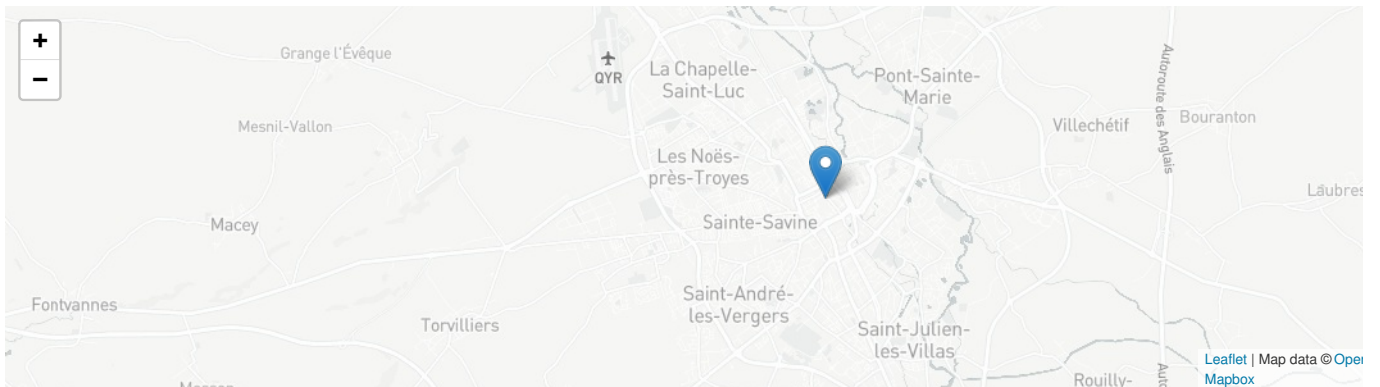 +
−
Grange l'Évêque
QYR
La Chapelle-
Saint-Luc
Pont-Sainte-
Marie
Autoroute des Anglais
Mesnil-Vallon
Villechétif
Bouranton
Les Noës-
près-Troyes
Laubres
Macey
Sainte-Savine
Fontvannes
Torvilliers
Saint-André-
les-Vergers
Saint-Julien-
les-Villas
Leaflet | Map data © Open
Mapbox
Rouilly-
Auto